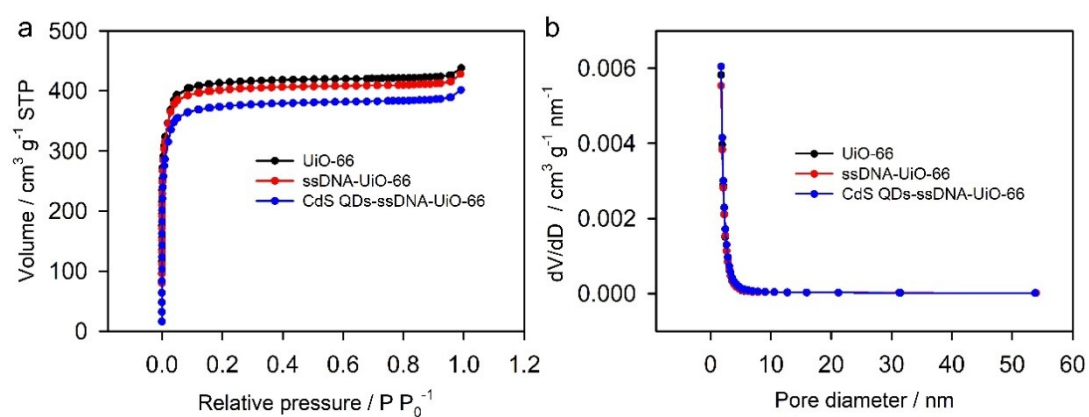 a
500
400
300
200
100
0
Volume / cm³ g⁻¹ STP
UiO-66
ssDNA-UiO-66
CdS QDs-ssDNA-UiO-66
0.0 0.2 0.4 0.6 0.8 1.0 1.2
Relative pressure / P P₀⁻¹
b
0.006
0.004
0.002
0.000
dV/dD / cm³ g⁻¹ nm⁻¹
UiO-66
ssDNA-UiO-66
CdS QDs-ssDNA-UiO-66
0 10 20 30 40 50 60
Pore diameter / nm